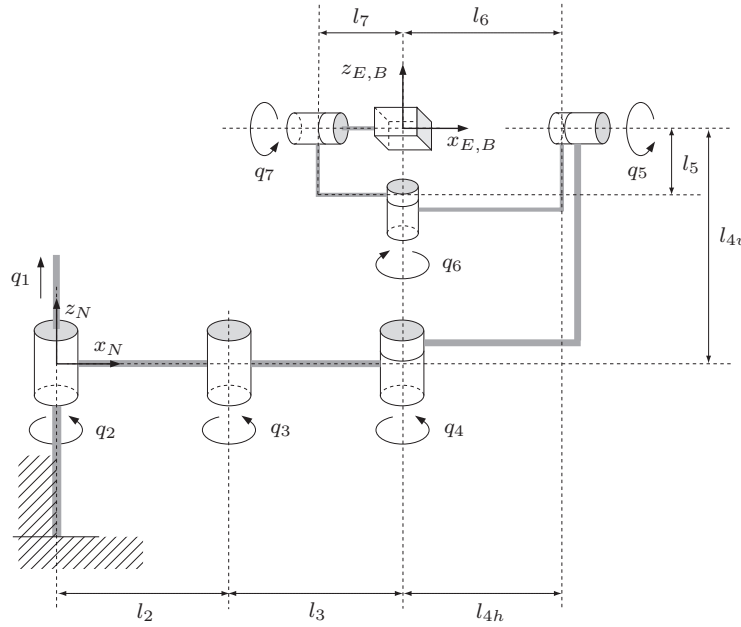 l7 l6
zE,B
xE,B
q7 q5
l5
q6
l4v
q1
zN
xN
q2 q3 q4
l2 l3 l4h